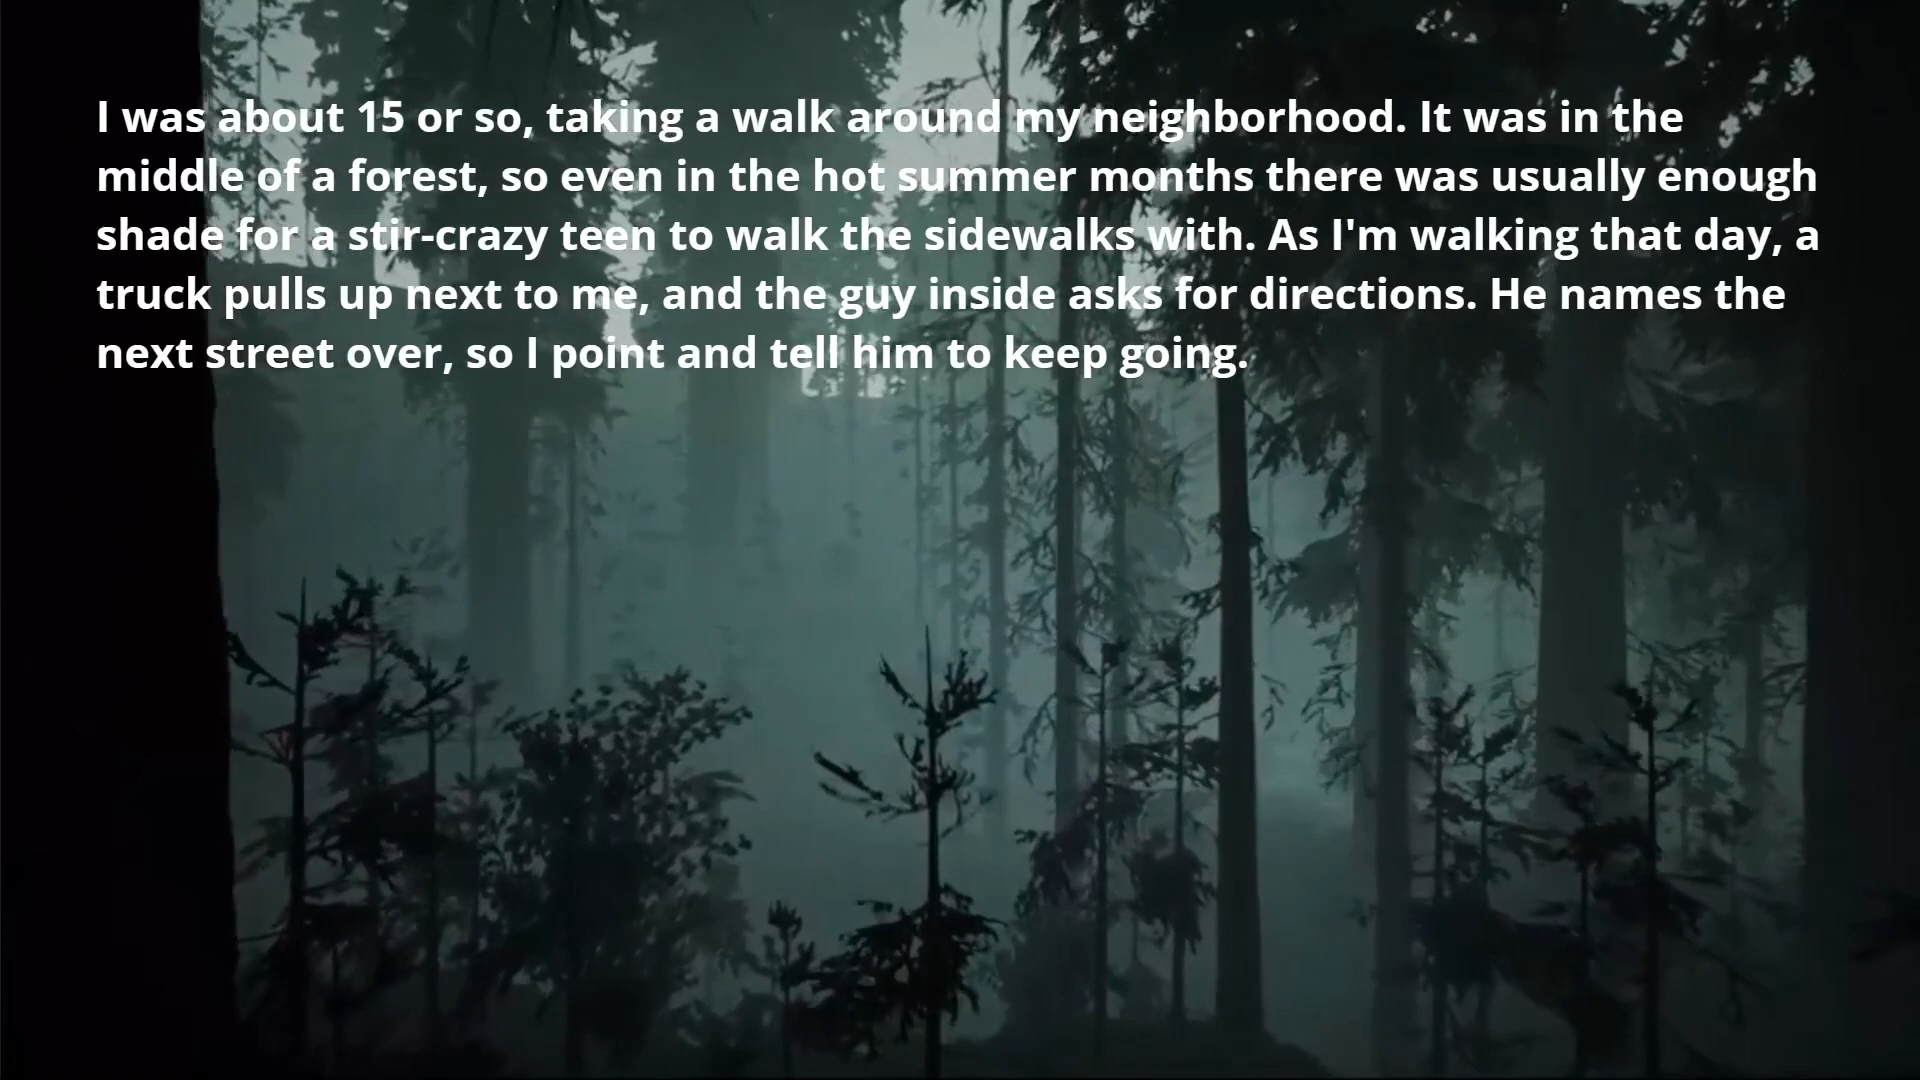 I was about 15 or so, taking a walk around my neighborhood. It was in the
middle of a forest, so even in the hot summer months there was usually enough
shade for a stir-crazy teen to walk the sidewalks with. As I'm walking that day, a
truck pulls up next to me, and the guy inside asks for directions. He names the
next street over, so I point and tell him to keep going.